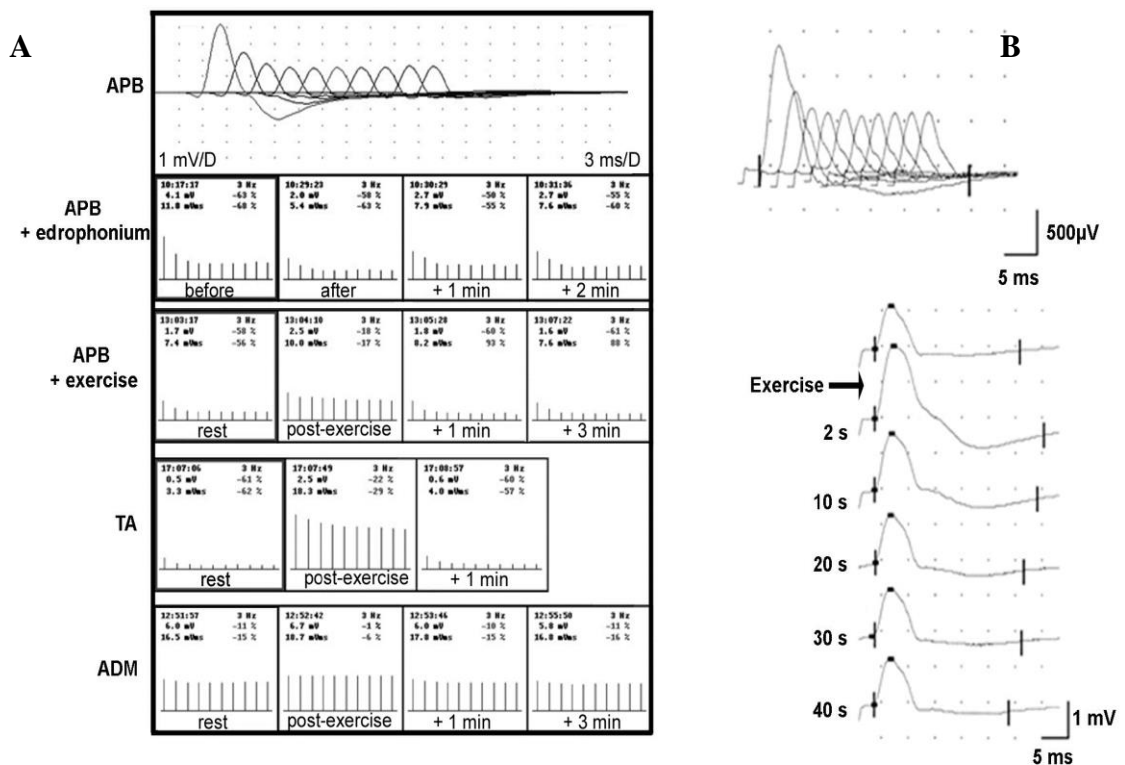 A
B
APB
1 mV/D 3 ms/D
500µV
5 ms
APB
+ edrophonium
10:17:17 3 Hz
4.1 mV -63 %
11.8 mVms -68 %
before
10:29:23 3 Hz
2.0 mV -58 %
5.4 mVms -63 %
after
10:30:29 3 Hz
2.7 mV -50 %
7.9 mVms -55 %
+ 1 min
10:31:36 3 Hz
2.7 mV -55 %
7.6 mVms -60 %
+ 2 min
APB
+ exercise
13:03:17 3 Hz
1.7 mV -58 %
7.4 mVms -56 %
rest
13:04:10 3 Hz
2.5 mV -18 %
10.0 mVms -17 %
post-exercise
13:05:28 3 Hz
1.8 mV -60 %
8.2 mVms 93 %
+ 1 min
13:07:22 3 Hz
1.6 mV -61 %
7.6 mVms 88 %
+ 3 min
TA
17:07:06 3 Hz
0.5 mV -61 %
3.3 mVms -62 %
rest
17:07:49 3 Hz
2.5 mV -22 %
18.3 mVms -29 %
post-exercise
17:08:57 3 Hz
0.6 mV -60 %
4.0 mVms -57 %
+ 1 min
ADM
12:51:57 3 Hz
6.0 mV -11 %
16.5 mVms -15 %
rest
12:52:42 3 Hz
6.7 mV -1 %
18.7 mVms -6 %
post-exercise
12:53:46 3 Hz
6.0 mV -10 %
17.8 mVms -15 %
+ 1 min
12:55:50 3 Hz
5.8 mV -11 %
16.8 mVms -16 %
+ 3 min
Exercise
2 s
10 s
20 s
30 s
40 s
1 mV
5 ms